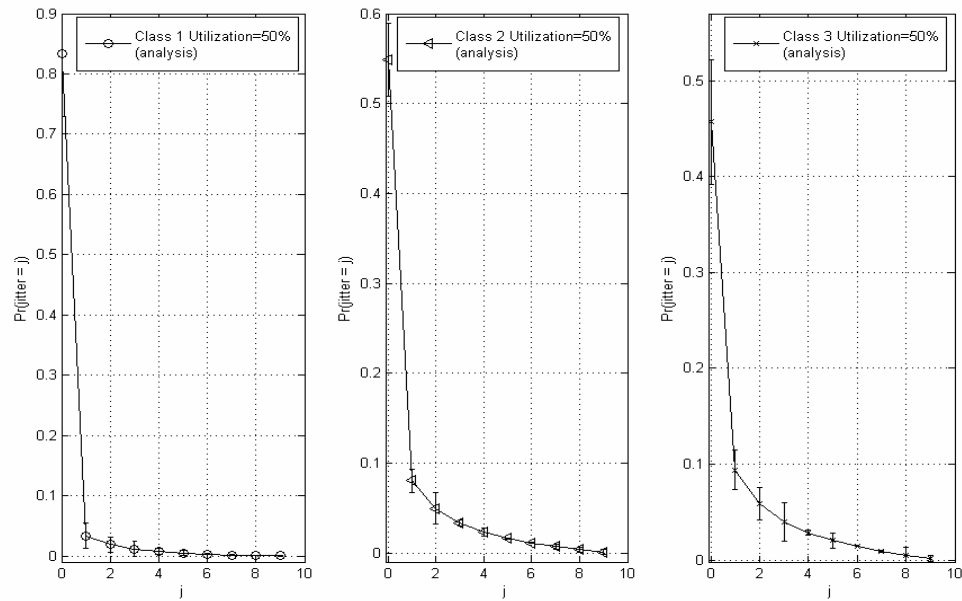 Class 1 Utilization=50%
(analysis)
0.9
0.8
0.7
0.6
0.5
0.4
0.3
0.2
0.1
0
Pr(jitter = j)
0 2 4 6 8 10
j
Class 2 Utilization=50%
(analysis)
0.6
0.5
0.4
0.3
0.2
0.1
0
Pr(jitter = j)
0 2 4 6 8 10
j
Class 3 Utilization=50%
(analysis)
0.5
0.4
0.3
0.2
0.1
0
Pr(jitter = j)
0 2 4 6 8 10
j